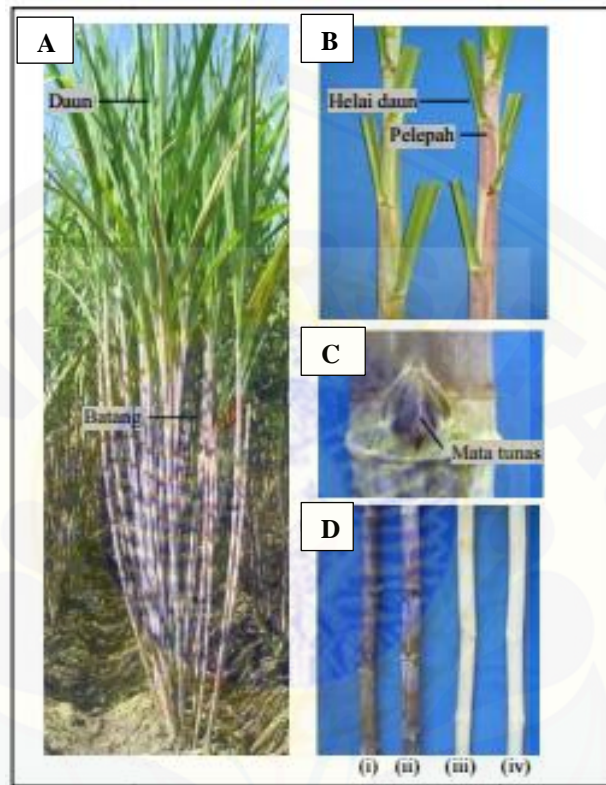 A
Daun
Batang
B
Helai daun
Pelepah
C
Mata tunas
D
(i) (ii) (iii) (iv)